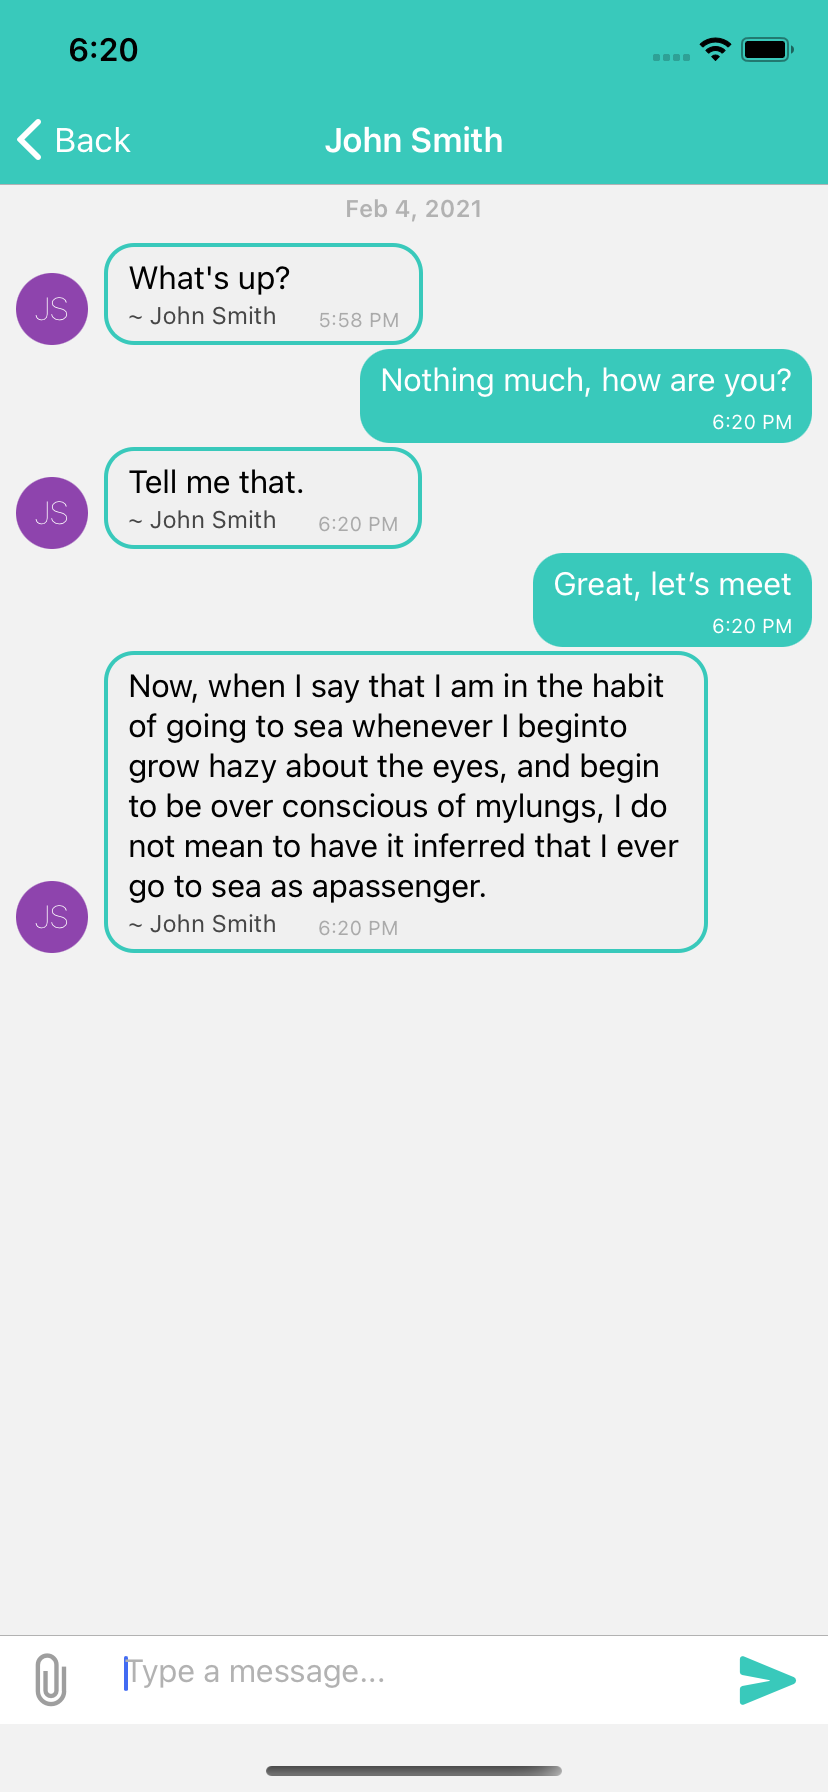 6:20
Back
John Smith
Feb 4, 2021
What's up?
JS
~ John Smith 5:58 PM
Nothing much, how are you?
6:20 PM
Tell me that.
JS
~ John Smith 6:20 PM
Great, let’s meet
6:20 PM
Now, when I say that I am in the habit
of going to sea whenever I beginto
grow hazy about the eyes, and begin
to be over conscious of mylungs, I do
not mean to have it inferred that I ever
go to sea as apassenger.
JS
~ John Smith 6:20 PM
Type a message...